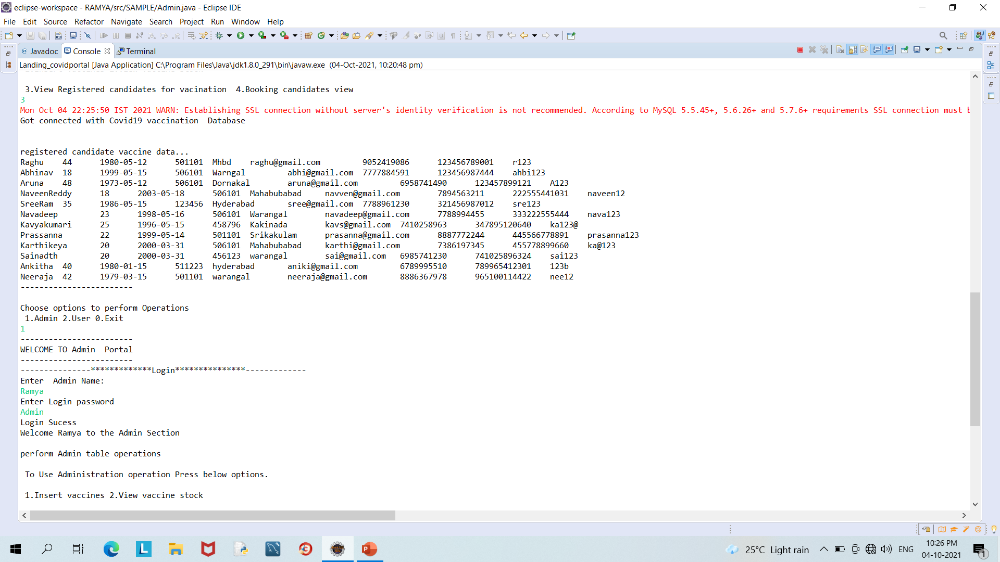 eclipse-workspace - RAMYA/src/SAMPLE/Admin.java - Eclipse IDE
File Edit Source Refactor Navigate Search Project Run Window Help
@ Javadoc Console Terminal
Landing_covidportal [Java Application] C:\Program Files\Java\jdk1.8.0_291\bin\javaw.exe (04-Oct-2021, 10:20:48 pm)
3.View Registered candidates for vacination 4.Booking candidates view
3
Mon Oct 04 22:25:50 IST 2021 WARN: Establishing SSL connection without server's identity verification is not recommended. According to MySQL 5.5.45+, 5.6.26+ and 5.7.6+ requirements SSL connection must
Got connected with Covid19 vaccination Database
registered candidate vaccine data...
Raghu 44 1980-05-12 501101 Mhbd raghu@gmail.com 9052419086 123456789001 r123
Abhinav 18 1999-05-15 506101 Warngal abhi@gmail.com 7777884591 123456987444 ahbi123
Aruna 48 1973-05-12 506101 Dornakal aruna@gmail.com 6958741490 123457899121 A123
NaveenReddy 18 2003-05-18 506101 Mahabubabad navven@gmail.com 7894563211 222555441031 naveen12
SreeRam 35 1986-05-15 123456 Hyderabad sree@gmail.com 7788961230 321456987012 sre123
Navadeep 23 1998-05-16 506101 Warangal navadeep@gmail.com 7788994455 333222555444 nava123
Kavyakumari 25 1996-05-15 458796 Kakinada kavs@gmail.com 7410258963 347895120640 ka123@
Prassanna 22 1999-05-14 501101 Srikakulam prasanna@gmail.com 8887772244 445566778891 prasanna123
Karthikeya 20 2000-03-31 506101 Mahabubabad karthi@gmail.com 7386197345 455778899660 ka@123
Sainadth 20 2000-03-31 456123 warangal sai@gmail.com 6985741230 741025896324 sai123
Ankitha 40 1980-01-15 511223 hyderabad aniki@gmail.com 6789995510 789965412301 123b
Neeraja 42 1979-03-15 501101 warangal neeraja@gmail.com 8886367978 965100114422 nee12
------------------------
Choose options to perform Operations
1.Admin 2.User 0.Exit
1
------------------------
WELCOME TO Admin Portal
------------------------
---------------*************Login***************-------------
Enter Admin Name:
Ramya
Enter Login password
Admin
Login Sucess
Welcome Ramya to the Admin Section
perform Admin table operations
To Use Administration operation Press below options.
1.Insert vaccines 2.View vaccine stock
25°C Light rain ENG 10:26 PM
04-10-2021 1